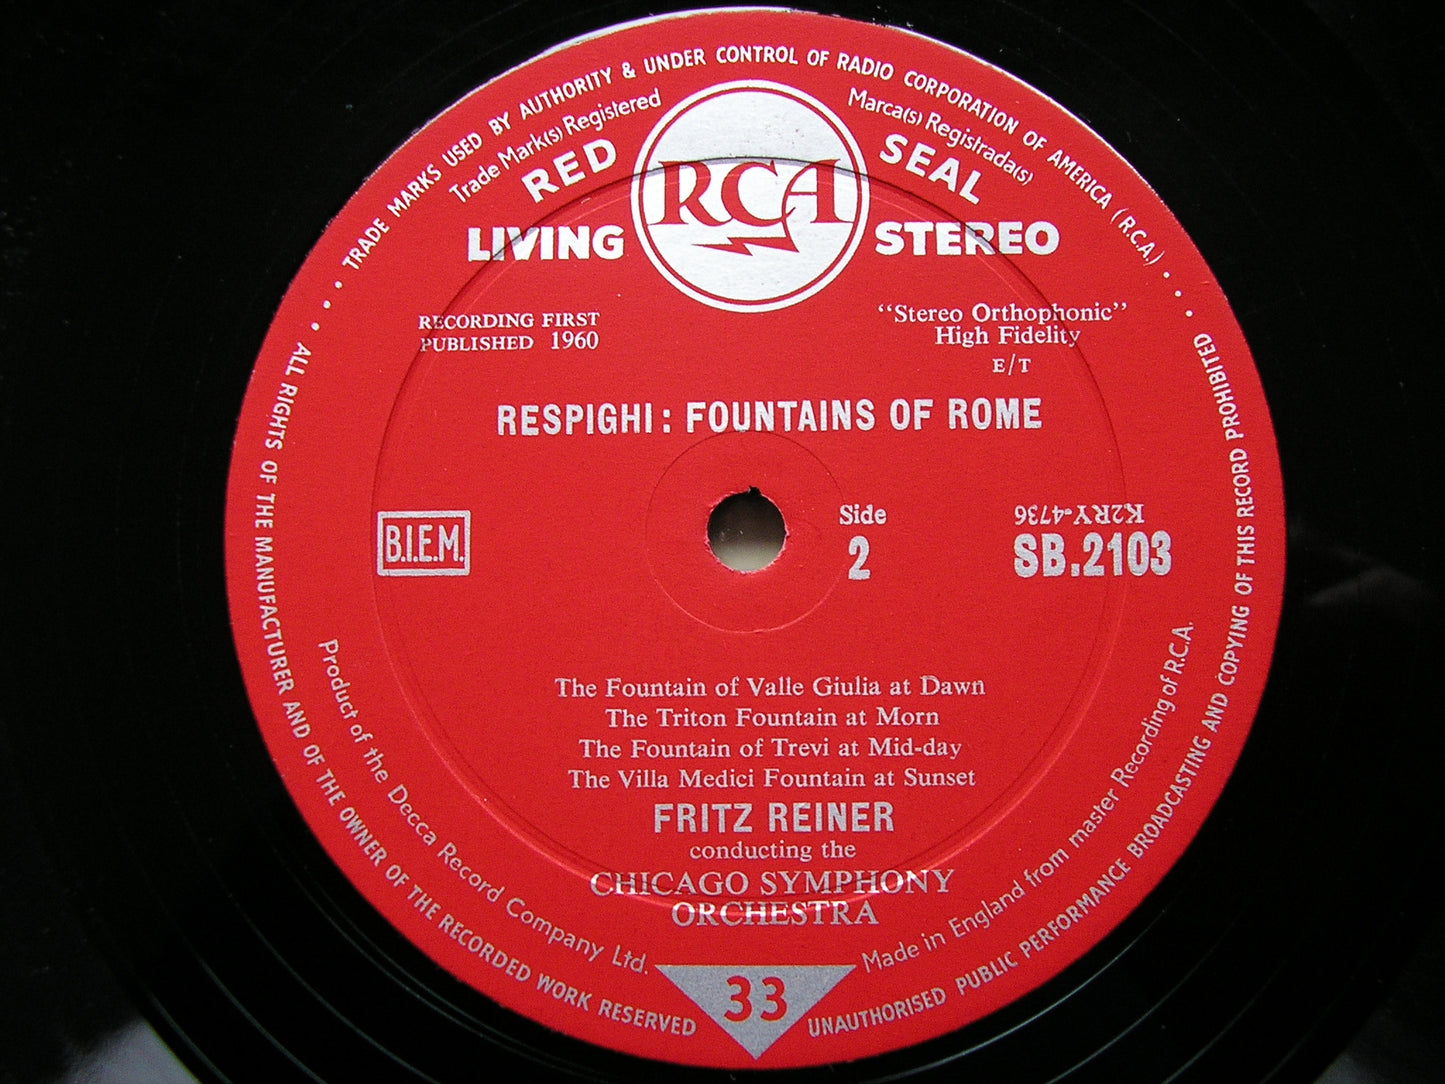 TRADE MARKS USED BY AUTHORITY & UNDER CONTROL OF RADIO CORPORATION OF AMERICA (R.C.A.)
Trade Mark(s) Registered
Marca(s) Registrada(s)
RED SEAL
RCA
LIVING STEREO
RECORDING FIRST
PUBLISHED 1960
"Stereo Orthophonic"
High Fidelity
E/T
RESPIGHI : FOUNTAINS OF ROME
B.I.E.M.
Side
2
K2RY-4736
SB.2103
The Fountain of Valle Giulia at Dawn
The Triton Fountain at Morn
The Fountain of Trevi at Mid-day
The Villa Medici Fountain at Sunset
FRITZ REINER
conducting the
CHICAGO SYMPHONY
ORCHESTRA
Product of the Decca Record Company Ltd.
Made in England from master Recording of R.C.A.
33
ALL RIGHTS OF THE MANUFACTURER AND OF THE OWNER OF THE RECORDED WORK RESERVED
UNAUTHORISED PUBLIC PERFORMANCE BROADCASTING AND COPYING OF THIS RECORD PROHIBITED